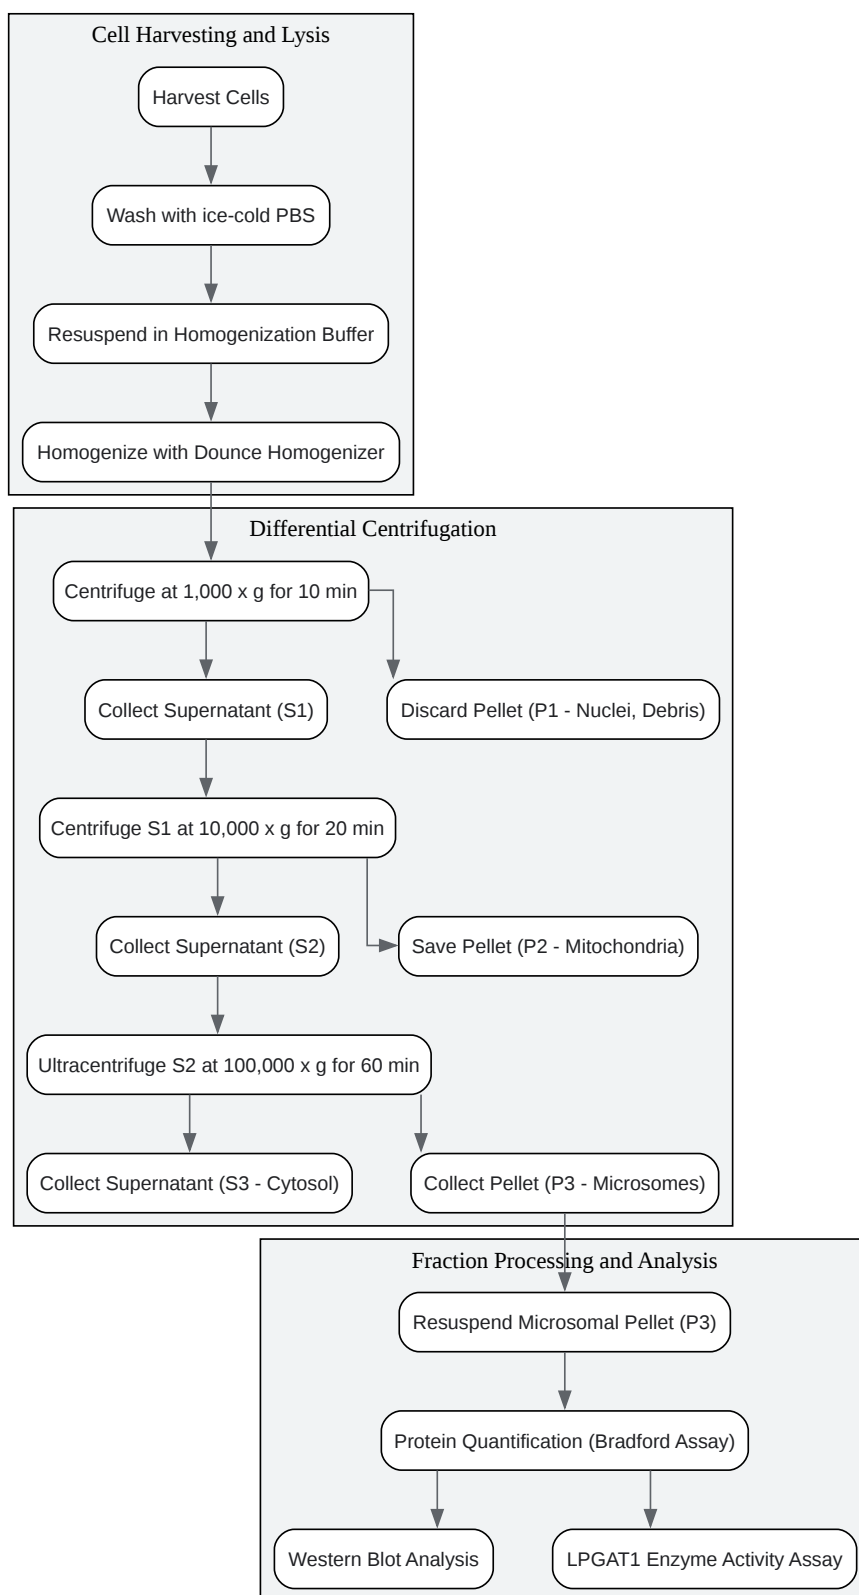 Cell Harvesting and Lysis
Harvest Cells
Wash with ice-cold PBS
Resuspend in Homogenization Buffer
Homogenize with Dounce Homogenizer
Differential Centrifugation
Centrifuge at 1,000 x g for 10 min
Collect Supernatant (S1)
Discard Pellet (P1 - Nuclei, Debris)
Centrifuge S1 at 10,000 x g for 20 min
Collect Supernatant (S2)
Save Pellet (P2 - Mitochondria)
Ultracentrifuge S2 at 100,000 x g for 60 min
Collect Supernatant (S3 - Cytosol)
Collect Pellet (P3 - Microsomes)
Fraction Processing and Analysis
Resuspend Microsomal Pellet (P3)
Protein Quantification (Bradford Assay)
Western Blot Analysis
LPGAT1 Enzyme Activity Assay